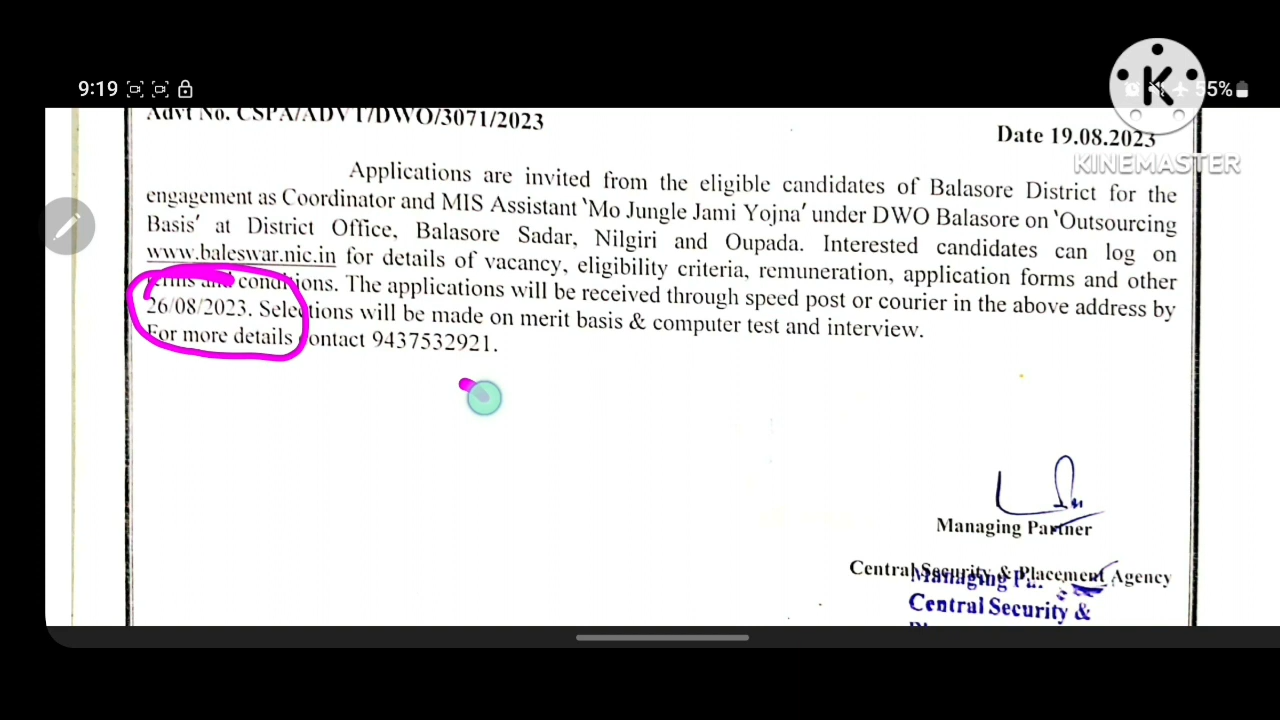 9:19
55%
KINEMASTER
Advt No. CSPA/ADVT/DWO/3071/2023
Date 19.08.2023
Applications are invited from the eligible candidates of Balasore District for the
engagement as Coordinator and MIS Assistant 'Mo Jungle Jami Yojna' under DWO Balasore on 'Outsourcing
Basis' at District Office, Balasore Sadar, Nilgiri and Oupada. Interested candidates can log on
www.baleswar.nic.in for details of vacancy, eligibility criteria, remuneration, application forms and other
terms and conditions. The applications will be received through speed post or courier in the above address by
26/08/2023. Selections will be made on merit basis & computer test and interview.
For more details contact 9437532921.
Managing Partner
Central Security & Placement Agency
Managing
Central Security &